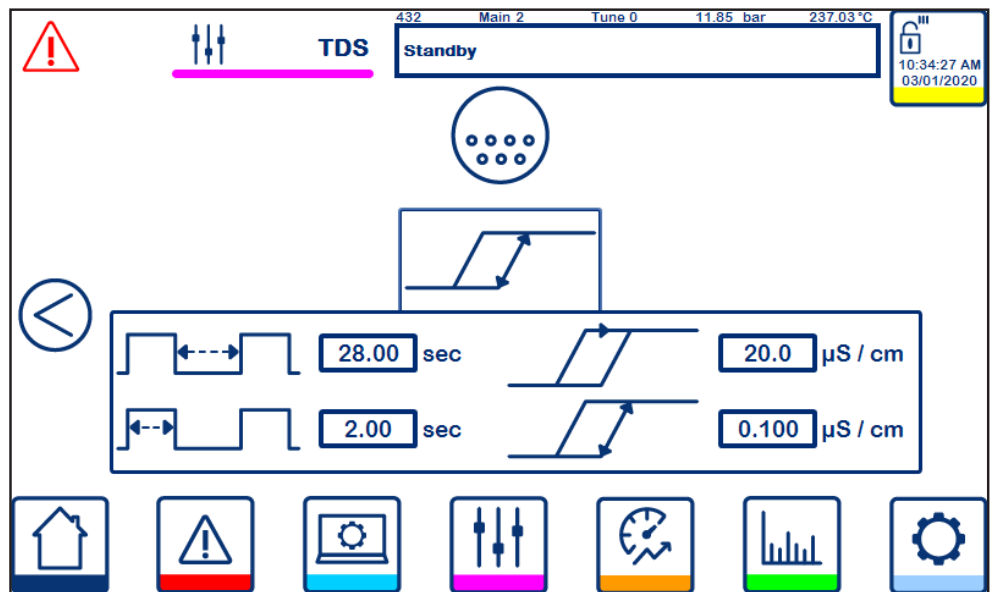 432 Main 2 Tune 0 11.85 bar 237.03 °C
TDS
Standby
III
10:34:27 AM
03/01/2020
28.00 sec
20.0 µS / cm
2.00 sec
0.100 µS / cm